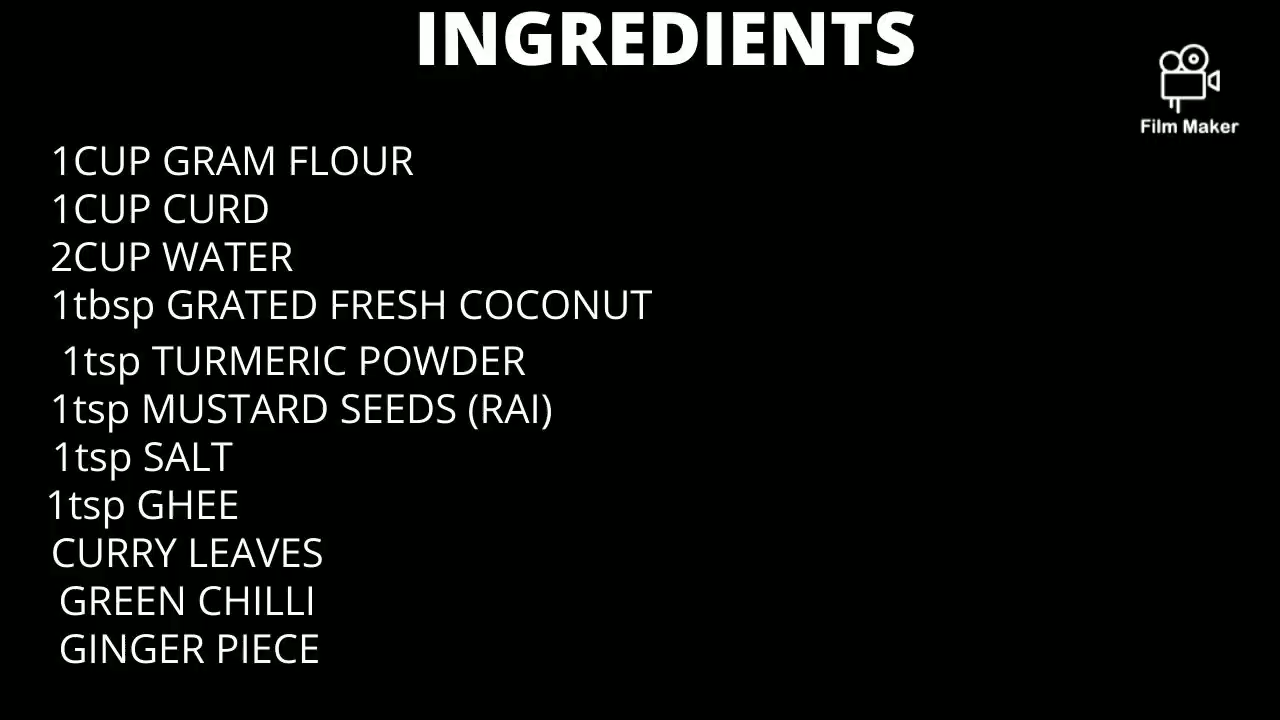 INGREDIENTS
Film Maker
1CUP GRAM FLOUR
1CUP CURD
2CUP WATER
1tbsp GRATED FRESH COCONUT
1tsp TURMERIC POWDER
1tsp MUSTARD SEEDS (RAI)
1tsp SALT
1tsp GHEE
CURRY LEAVES
GREEN CHILLI
GINGER PIECE